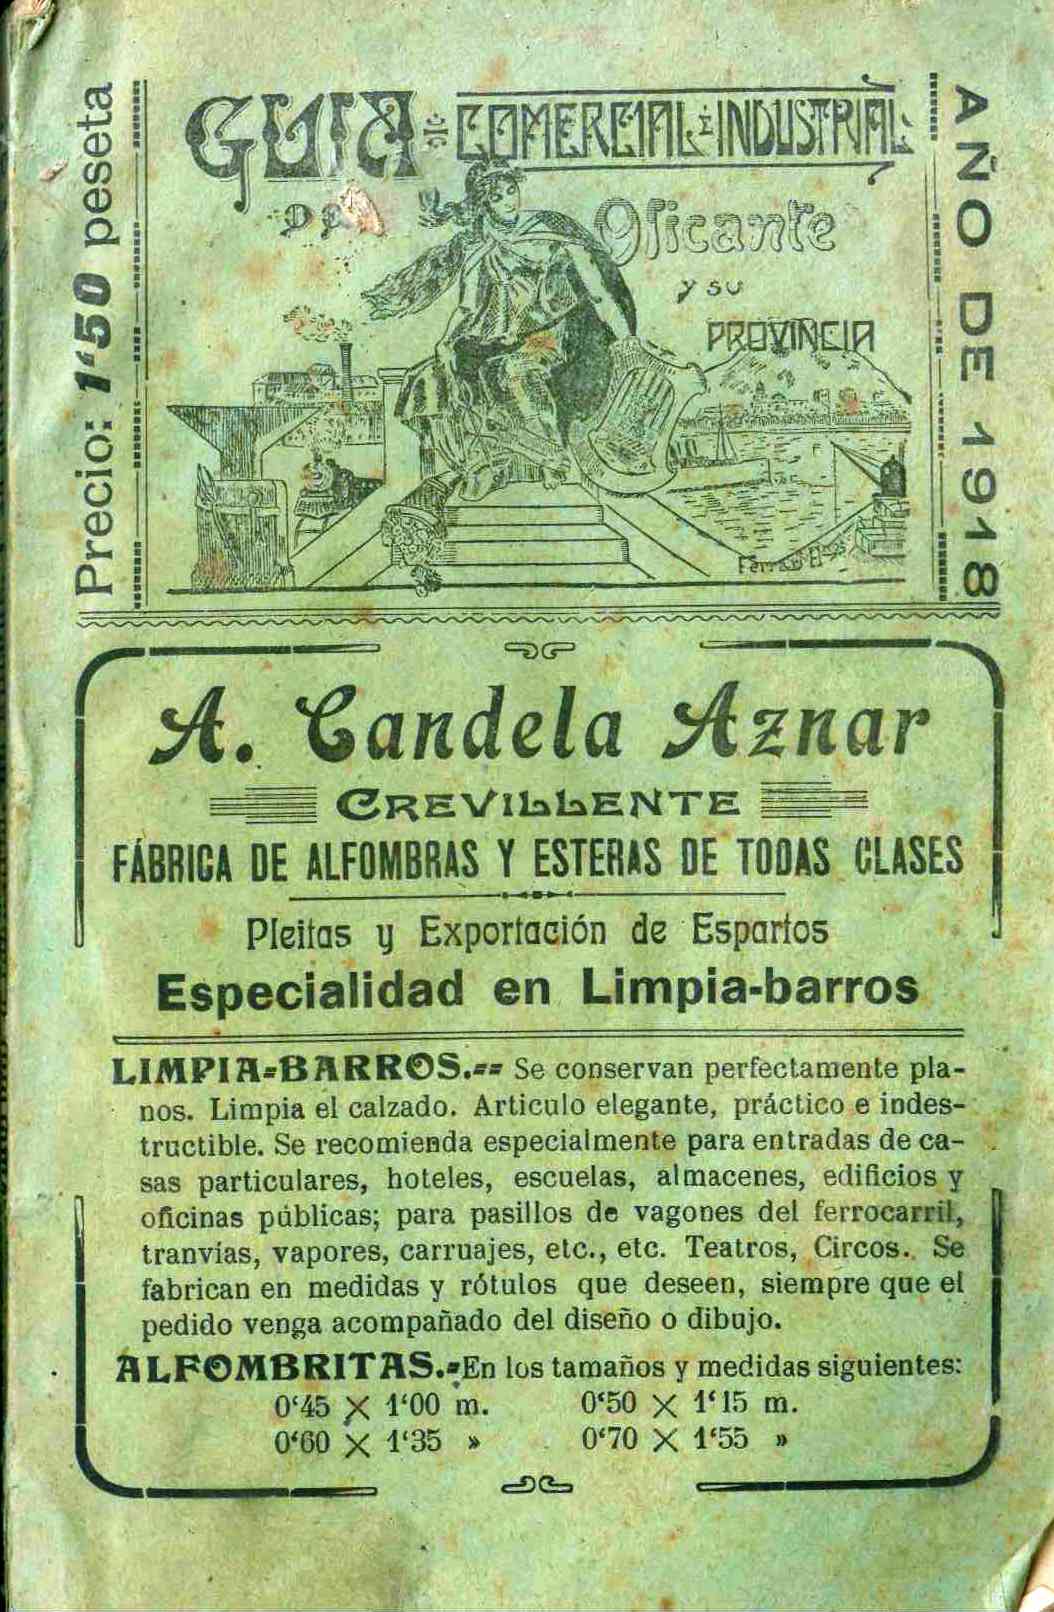 GUIA COMERCIAL É INDUSTRIAL
DE Alicante
y su
PROVINCIA
Precio: 1'50 peseta
AÑO DE 1918
A. Candela Aznar
CREVILLENTE
FÁBRICA DE ALFOMBRAS Y ESTERAS DE TODAS CLASES
Pleitas y Exportación de Espartos
Especialidad en Limpia-barros
LIMPIA-BARROS.-- Se conservan perfectamente pla-
nos. Limpia el calzado. Articulo elegante, práctico e indes-
tructible. Se recomienda especialmente para entradas de ca-
sas particulares, hoteles, escuelas, almacenes, edificios y
oficinas públicas; para pasillos de vagones del ferrocarril,
tranvías, vapores, carruajes, etc., etc. Teatros, Circos. Se
fabrican en medidas y rótulos que deseen, siempre que el
pedido venga acompañado del diseño o dibujo.
ALFOMBRITAS.-En los tamaños y medidas siguientes:
0‘45 X 1‘00 m. 0‘50 X 1‘15 m.
0‘60 X 1‘35 » 0‘70 X 1‘55 »